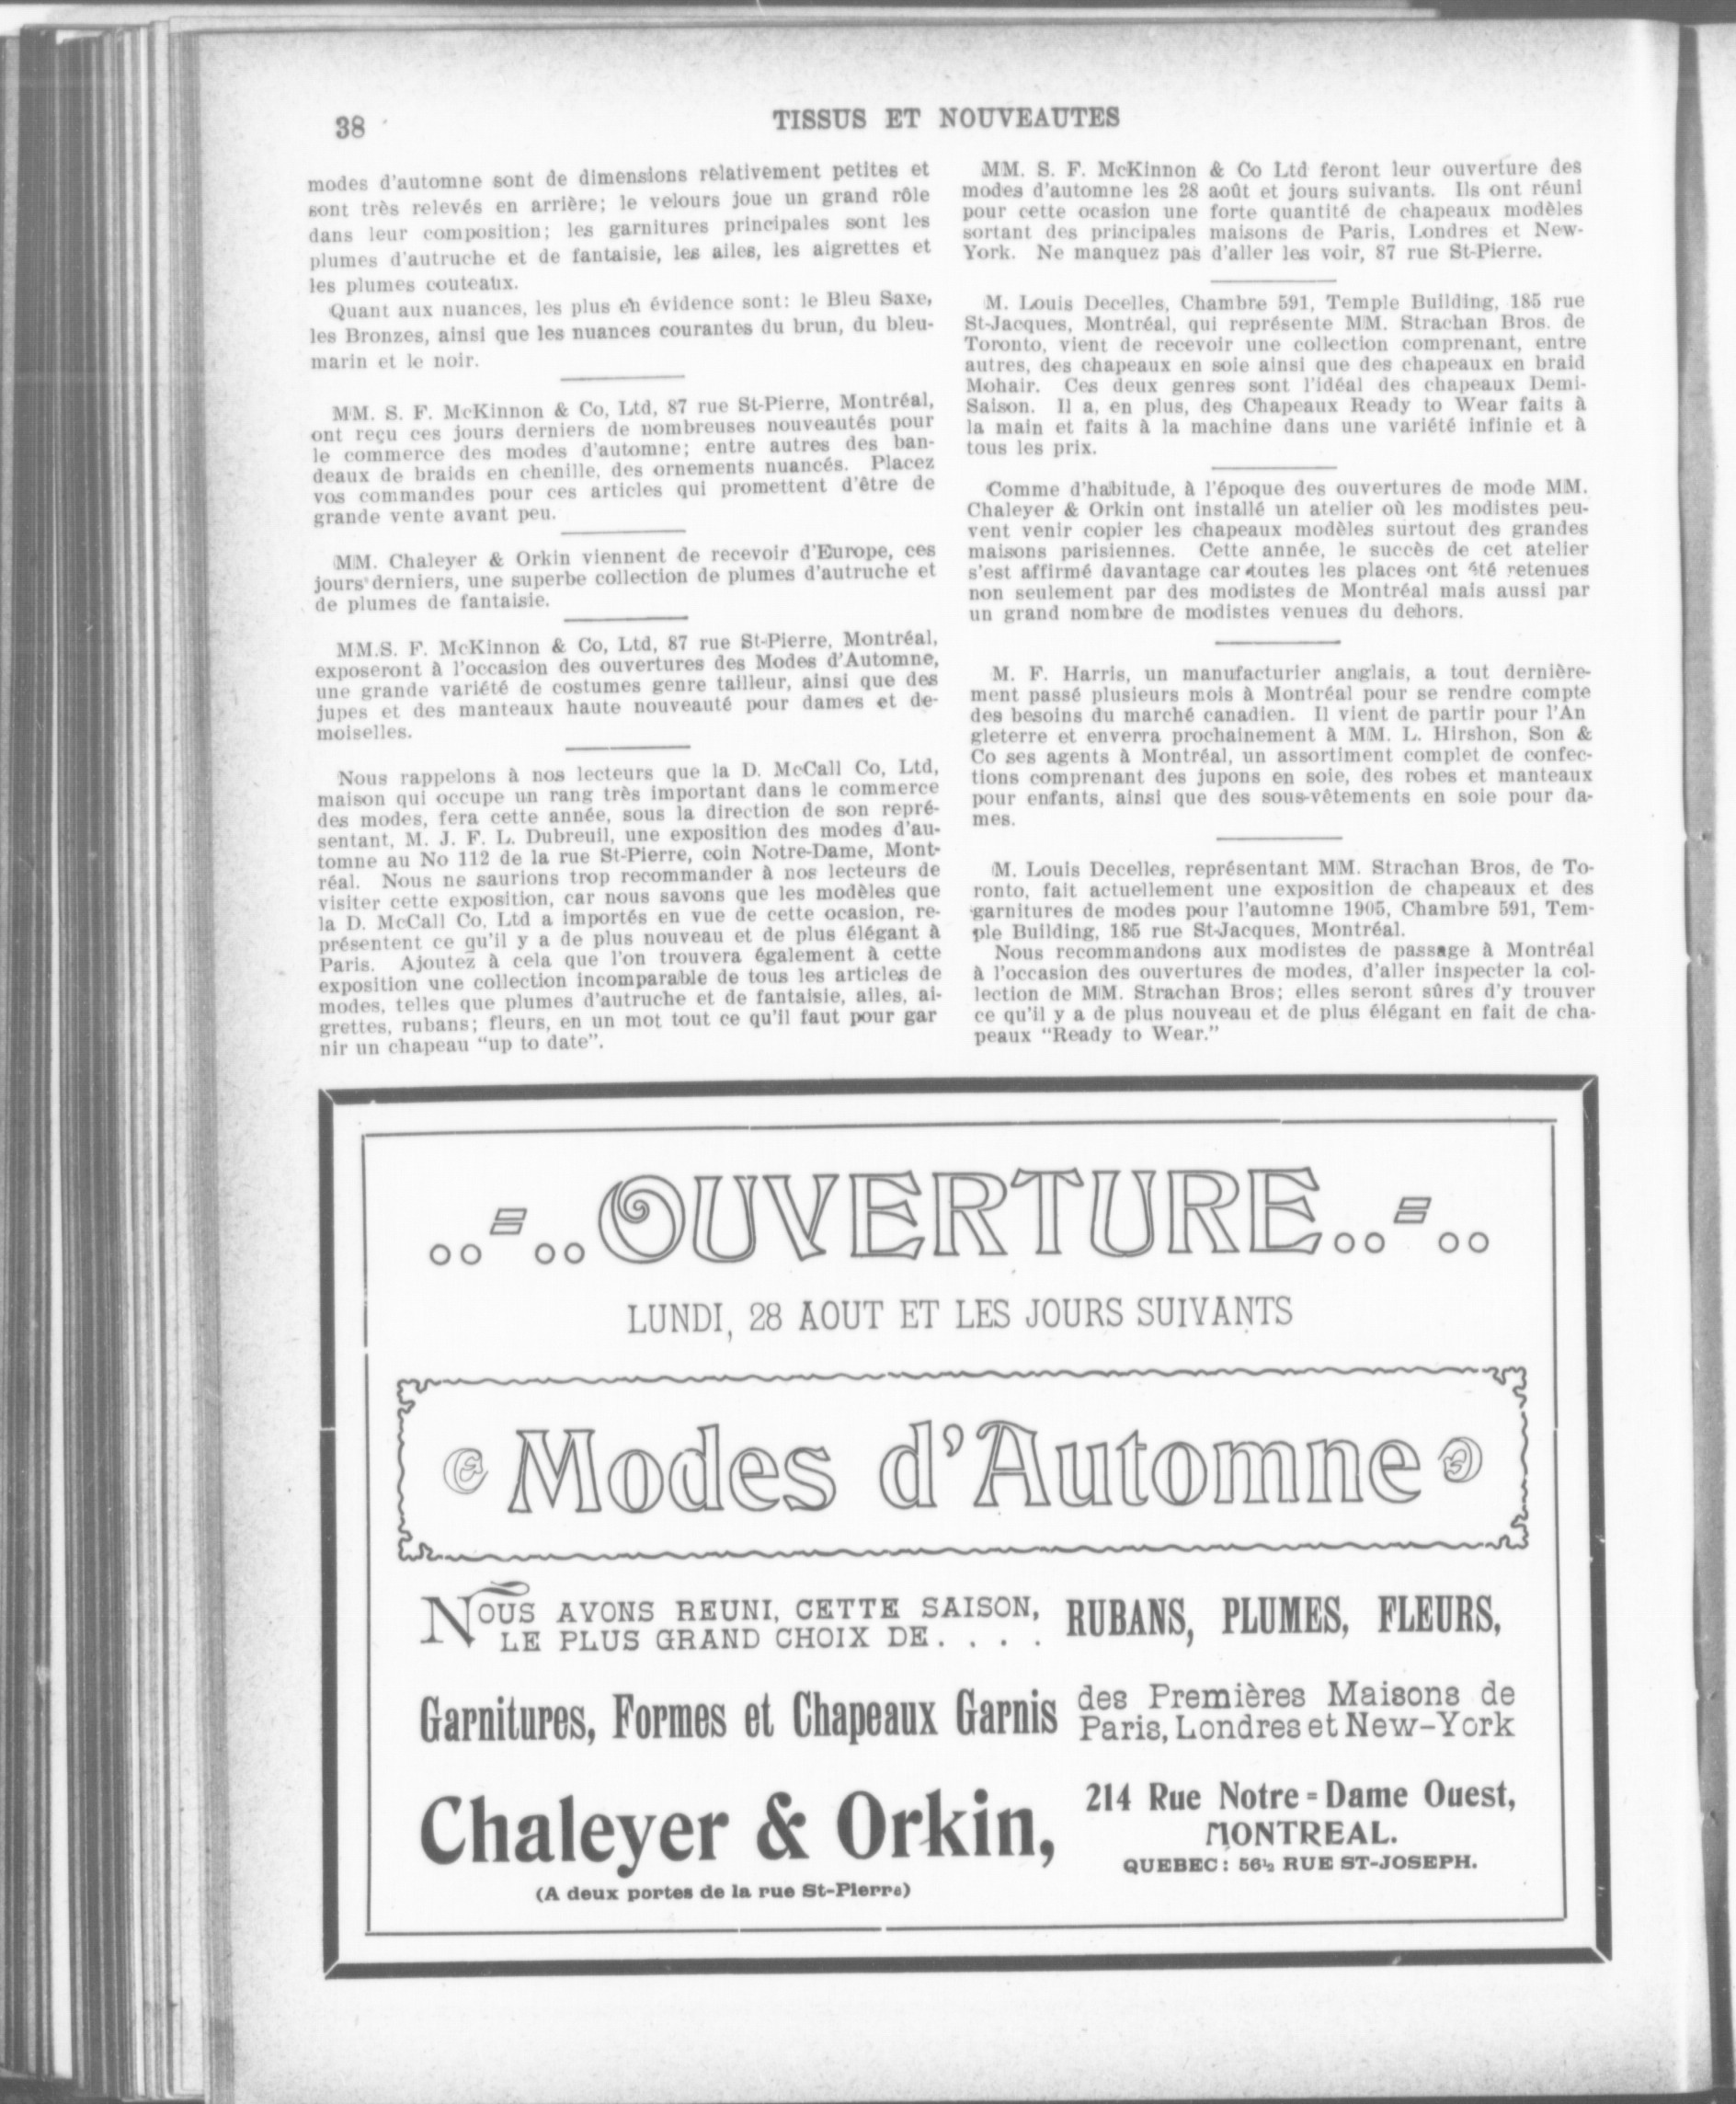 38
TISSUS ET NOUVEAUTES
modes d'automne sont de dimensions relativement petites et
sont très relevés en arrière; le velours joue un grand rôle
dans leur composition; les garnitures principales sont les
plumes d'autruche et de fantaisie, les ailes, les aigrettes et
les plumes couteaux.
Quant aux nuances, les plus en évidence sont: le Bleu Saxe,
les Bronzes, ainsi que les nuances courantes du brun, du bleu-
marin et le noir.
MM. S. F. McKinnon & Co, Ltd, 87 rue St-Pierre, Montréal,
ont reçu ces jours derniers de nombreuses nouveautés pour
le commerce des modes d'automne; entre autres des ban-
deaux de braids en chenille, des ornements nuancés. Placez
vos commandes pour ces articles qui promettent d'être de
grande vente avant peu.
MM. Chaleyer & Orkin viennent de recevoir d'Europe, ces
jours derniers, une superbe collection de plumes d'autruche et
de plumes de fantaisie.
MM.S. F. McKinnon & Co, Ltd, 87 rue St-Pierre, Montréal,
exposeront à l'occasion des ouvertures des Modes d'Automne,
une grande variété de costumes genre tailleur, ainsi que des
jupes et des manteaux haute nouveauté pour dames et de-
moiselles.
Nous rappelons à nos lecteurs que la D. McCall Co, Ltd,
maison qui occupe un rang très important dans le commerce
des modes, fera cette année, sous la direction de son repré-
sentant, M. J. F. L. Dubreuil, une exposition des modes d'au-
tomne au No 112 de la rue St-Pierre, coin Notre-Dame, Mont-
réal. Nous ne saurions trop recommander à nos lecteurs de
visiter cette exposition, car nous savons que les modèles que
la D. McCall Co, Ltd a importés en vue de cette ocasion, re-
présentent ce qu'il y a de plus nouveau et de plus élégant à
Paris. Ajoutez à cela que l'on trouvera également à cette
exposition une collection incomparable de tous les articles de
modes, telles que plumes d'autruche et de fantaisie, ailes, ai-
grettes, rubans; fleurs, en un mot tout ce qu'il faut pour gar
nir un chapeau "up to date".
MM. S. F. McKinnon & Co Ltd feront leur ouverture des
modes d'automne les 28 août et jours suivants. Ils ont réuni
pour cette ocasion une forte quantité de chapeaux modèles
sortant des principales maisons de Paris, Londres et New-
York. Ne manquez pas d'aller les voir, 87 rue St-Pierre.
M. Louis Decelles, Chambre 591, Temple Building, 185 rue
St-Jacques, Montréal, qui représente MM. Strachan Bros. de
Toronto, vient de recevoir une collection comprenant, entre
autres, des chapeaux en soie ainsi que des chapeaux en braid
Mohair. Ces deux genres sont l'idéal des chapeaux Demi-
Saison. Il a, en plus, des Chapeaux Ready to Wear faits à
la main et faits à la machine dans une variété infinie et à
tous les prix.
Comme d'habitude, à l'époque des ouvertures de mode MM.
Chaleyer & Orkin ont installé un atelier où les modistes peu-
vent venir copier les chapeaux modèles surtout des grandes
maisons parisiennes. Cette année, le succès de cet atelier
s'est affirmé davantage car toutes les places ont été retenues
non seulement par des modistes de Montréal mais aussi par
un grand nombre de modistes venues du dehors.
M. F. Harris, un manufacturier anglais, a tout dernière-
ment passé plusieurs mois à Montréal pour se rendre compte
des besoins du marché canadien. Il vient de partir pour l'An
gleterre et enverra prochainement à MM. L. Hirshon, Son &
Co ses agents à Montréal, un assortiment complet de confec-
tions comprenant des jupons en soie, des robes et manteaux
pour enfants, ainsi que des sous-vêtements en soie pour da-
mes.
M. Louis Decelles, représentant MM. Strachan Bros, de To-
ronto, fait actuellement une exposition de chapeaux et des
garnitures de modes pour l'automne 1905, Chambre 591, Tem-
ple Building, 185 rue St-Jacques, Montréal.
Nous recommandons aux modistes de passage à Montréal
à l'occasion des ouvertures de modes, d'aller inspecter la col-
lection de MM. Strachan Bros; elles seront sûres d'y trouver
ce qu'il y a de plus nouveau et de plus élégant en fait de cha-
peaux "Ready to Wear."
OUVERTURE
LUNDI, 28 AOUT ET LES JOURS SUIVANTS
Modes d'Automne
NOUS AVONS REUNI, CETTE SAISON,
LE PLUS GRAND CHOIX DE. . . .
RUBANS, PLUMES, FLEURS,
Garnitures, Formes et Chapeaux Garnis
des Premières Maisons de
Paris, Londres et New-York
Chaleyer & Orkin,
(A deux portes de la rue St-Pierre)
214 Rue Notre=Dame Ouest,
MONTREAL.
QUEBEC: 56½ RUE ST-JOSEPH.